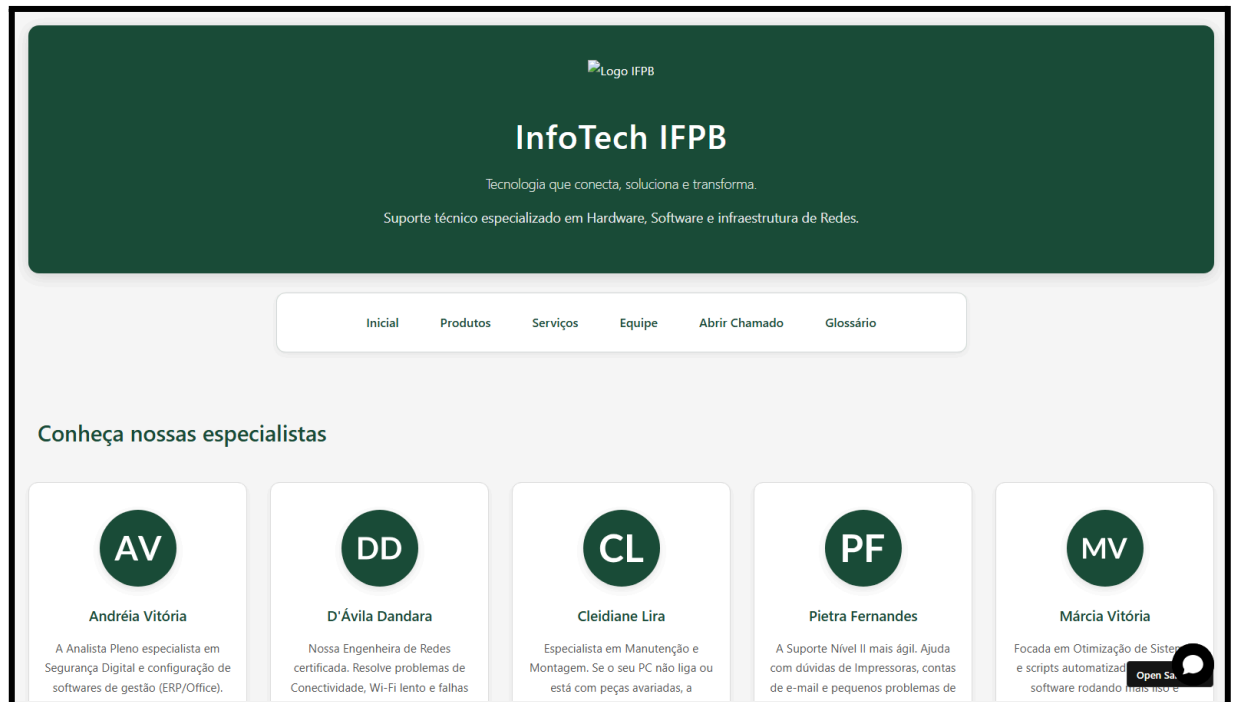 Logo IFPB
InfoTech IFPB
Tecnologia que conecta, soluciona e transforma.
Suporte técnico especializado em Hardware, Software e infraestrutura de Redes.
Inicial Produtos Serviços Equipe Abrir Chamado Glossário
Conheça nossas especialistas
AV
Andréia Vitória
A Analista Pleno especialista em
Segurança Digital e configuração de
softwares de gestão (ERP/Office).
DD
D'Ávila Dandara
Nossa Engenheira de Redes
certificada. Resolve problemas de
Conectividade, Wi-Fi lento e falhas
CL
Cleidiane Lira
Especialista em Manutenção e
Montagem. Se o seu PC não liga ou
está com peças avariadas, a
PF
Pietra Fernandes
A Suporte Nível II mais ágil. Ajuda
com dúvidas de Impressoras, contas
de e-mail e pequenos problemas de
MV
Márcia Vitória
Focada em Otimização de
e scripts
software rodando mais liso e
Open